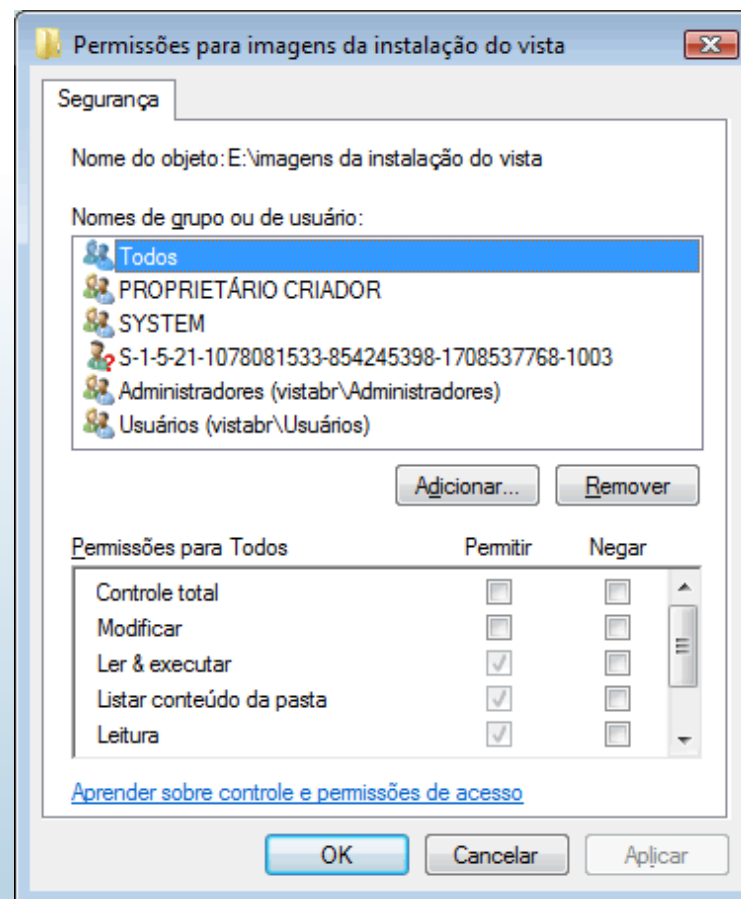 Permissões para imagens da instalação do vista
Segurança
Nome do objeto: E:\imagens da instalação do vista
Nomes de grupo ou de usuário:
Todos
PROPRIETÁRIO CRIADOR
SYSTEM
S-1-5-21-1078081533-854245398-1708537768-1003
Administradores (vistabr\Administradores)
Usuários (vistabr\Usuários)
Adicionar... Remover
Permissões para Todos Permitir Negar
Controle total
Modificar
Ler & executar
Listar conteúdo da pasta
Leitura
Aprender sobre controle e permissões de acesso
OK Cancelar Aplicar